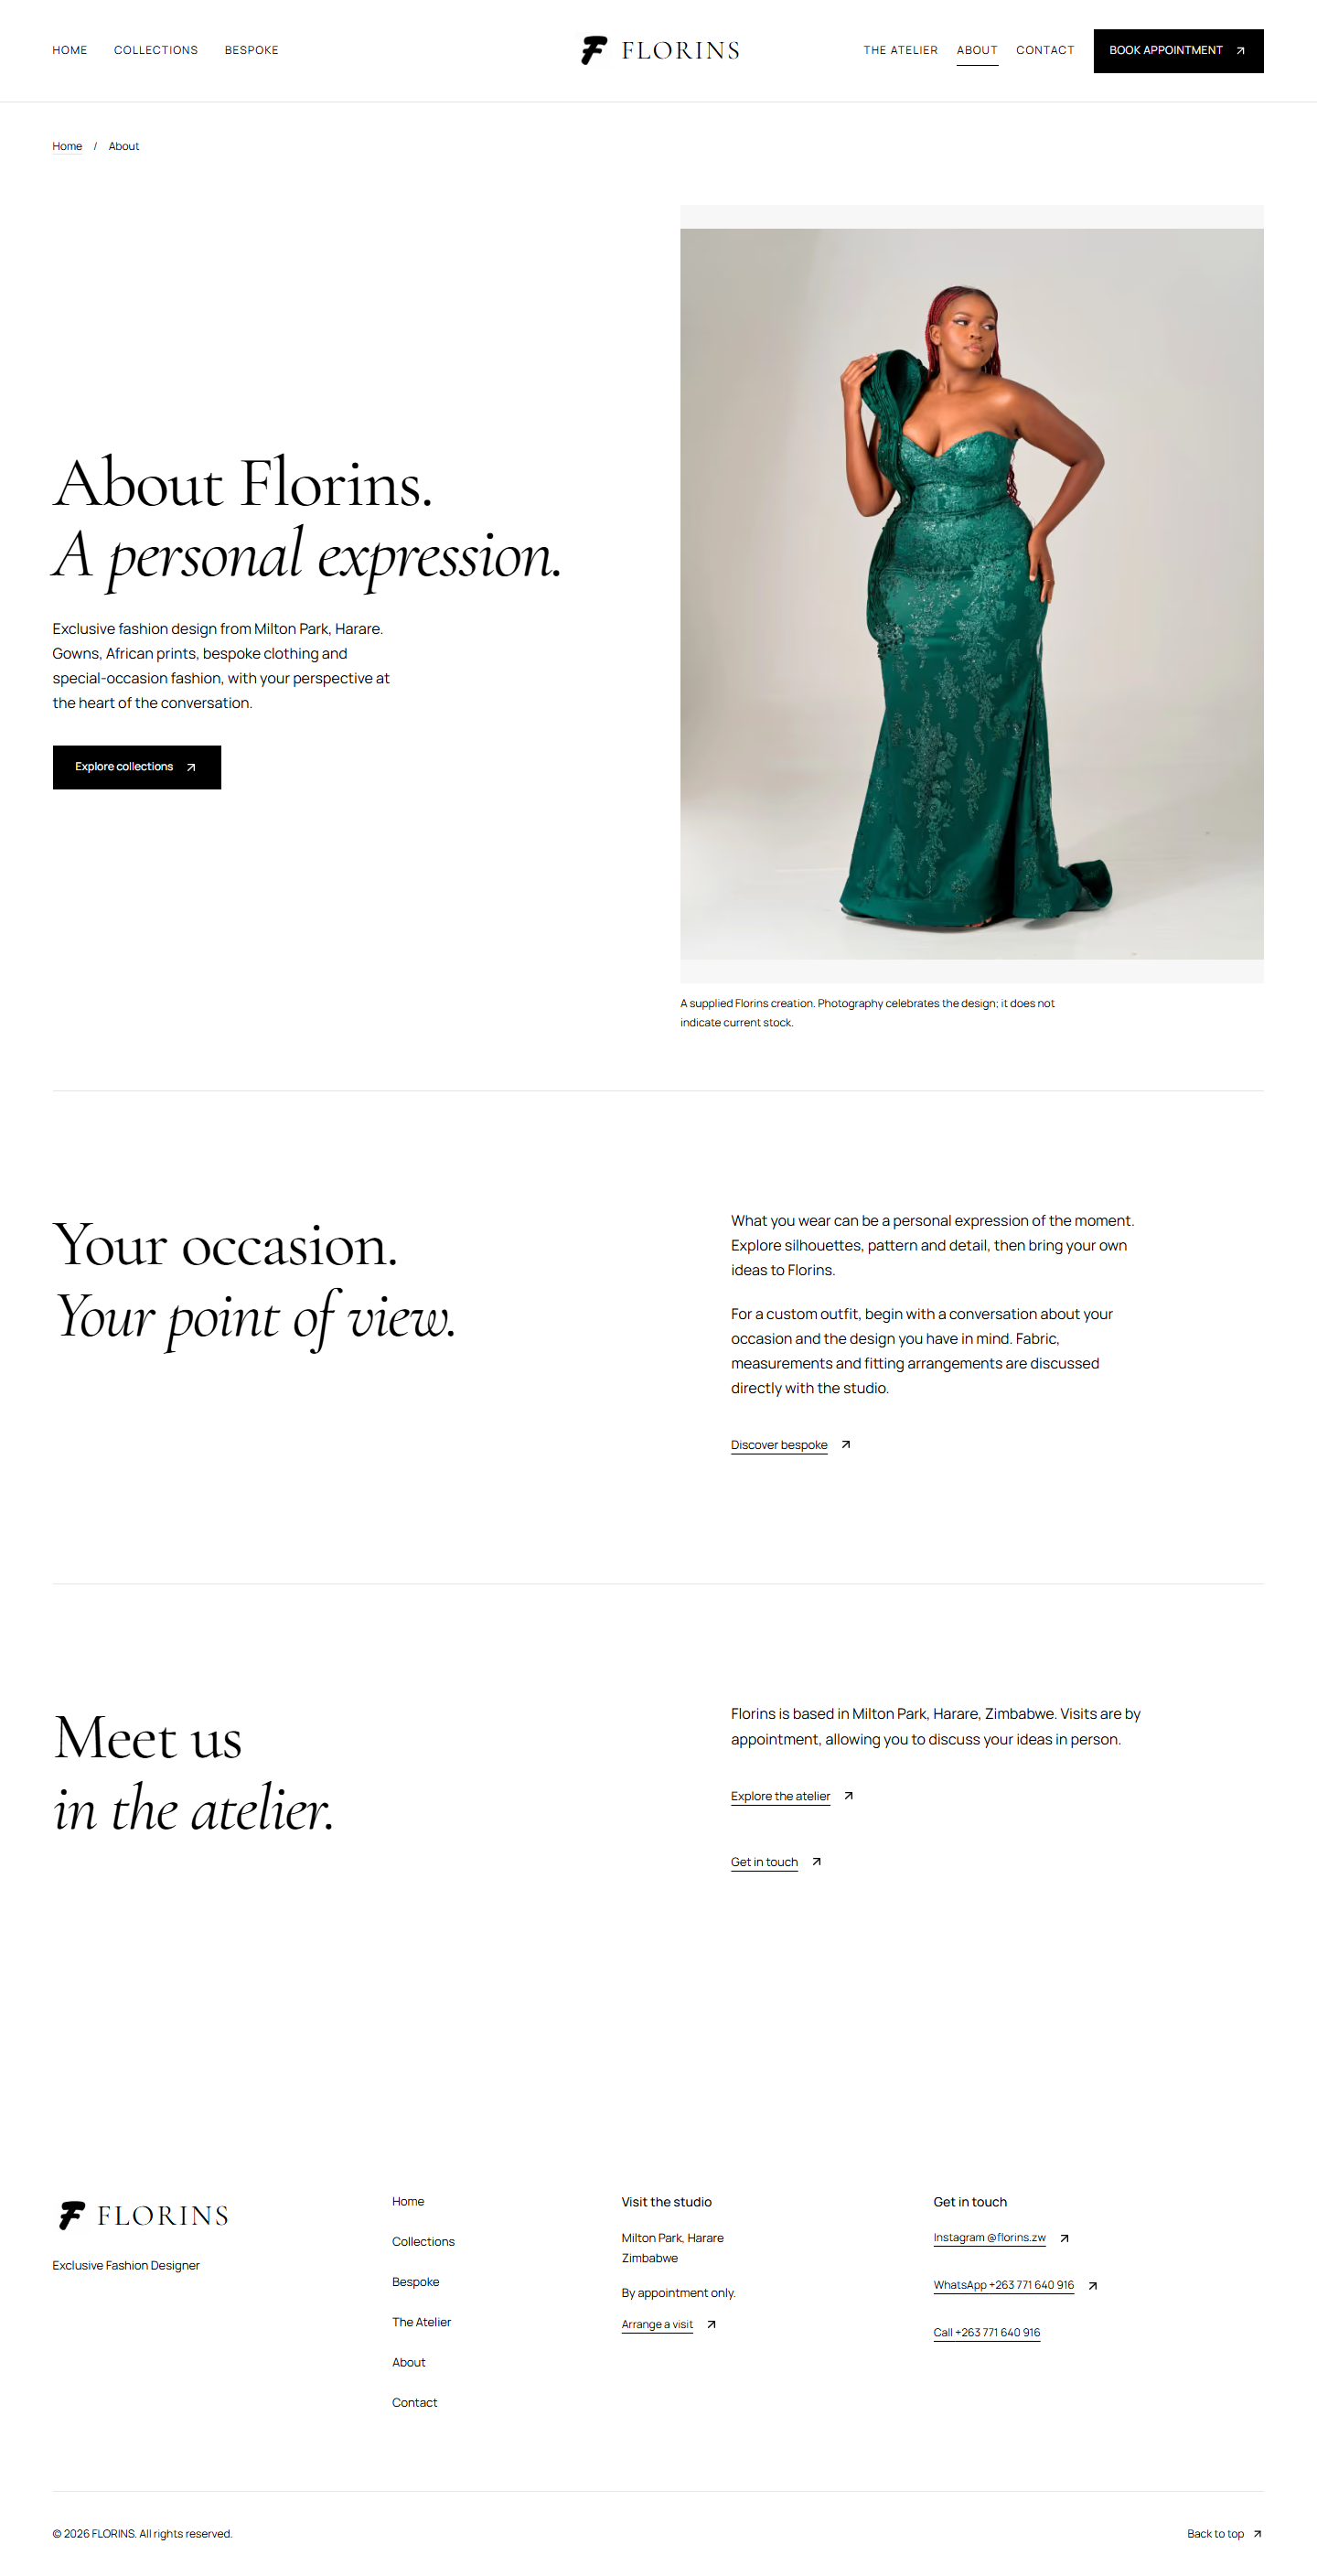 HOME COLLECTIONS BESPOKE F FLORINS THE ATELIER ABOUT CONTACT BOOK APPOINTMENT
Home / About
About Florins.
A personal expression.
Exclusive fashion design from Milton Park, Harare.
Gowns, African prints, bespoke clothing and
special-occasion fashion, with your perspective at
the heart of the conversation.
Explore collections
A supplied Florins creation. Photography celebrates the design; it does not
indicate current stock.
Your occasion.
Your point of view.
What you wear can be a personal expression of the moment.
Explore silhouettes, pattern and detail, then bring your own
ideas to Florins.
For a custom outfit, begin with a conversation about your
occasion and the design you have in mind. Fabric,
measurements and fitting arrangements are discussed
directly with the studio.
Discover bespoke
Meet us
in the atelier.
Florins is based in Milton Park, Harare, Zimbabwe. Visits are by
appointment, allowing you to discuss your ideas in person.
Explore the atelier
Get in touch
F FLORINS
Exclusive Fashion Designer
Home
Collections
Bespoke
The Atelier
About
Contact
Visit the studio
Milton Park, Harare
Zimbabwe
By appointment only.
Arrange a visit
Get in touch
Instagram @florins.zw
WhatsApp +263 771 640 916
Call +263 771 640 916
© 2026 FLORINS. All rights reserved.
Back to top